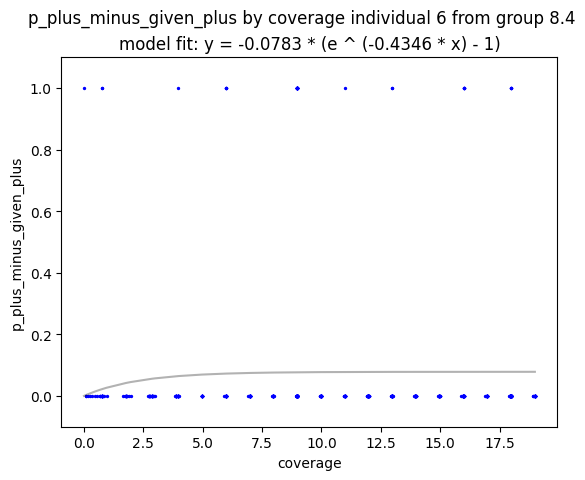 p_plus_minus_given_plus by coverage individual 6 from group 8.4
model fit: y = -0.0783 * (e ^ (-0.4346 * x) - 1)
1.0
0.8
0.6
0.4
0.2
0.0
p_plus_minus_given_plus
0.0 2.5 5.0 7.5 10.0 12.5 15.0 17.5
coverage